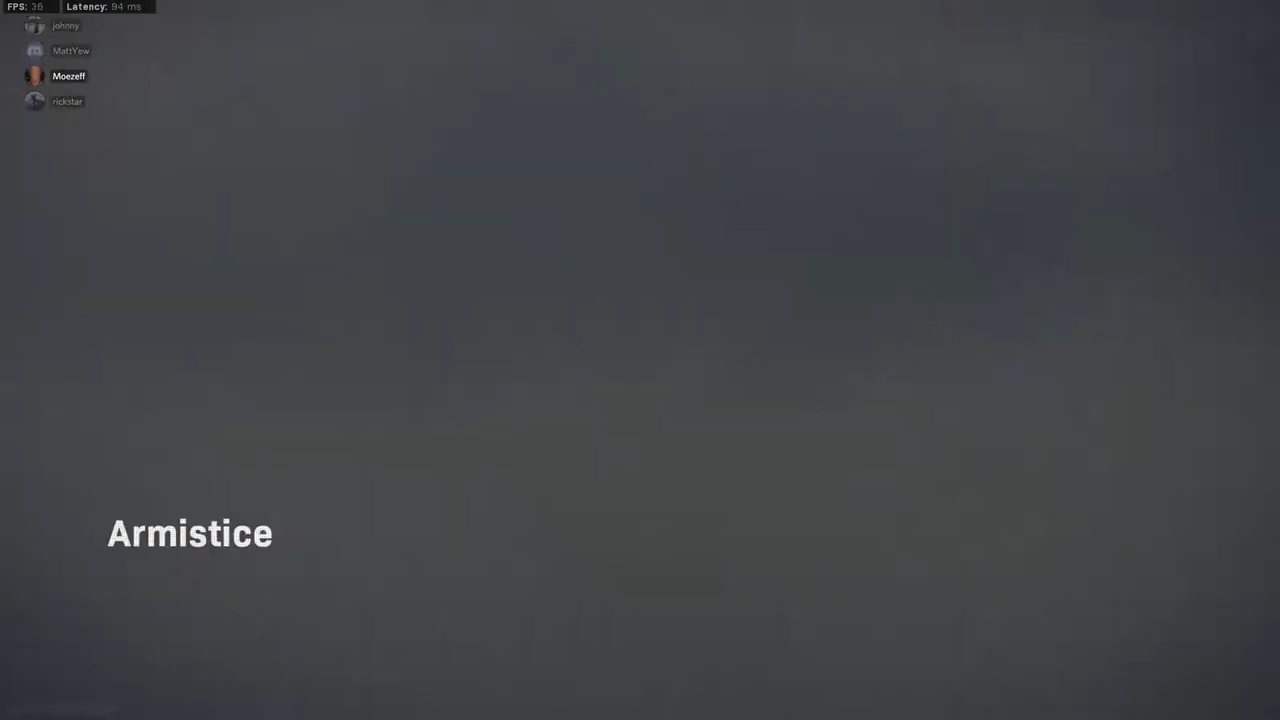 FPS: 36 Latency: 94 ms
johnny
MattYew
Moezeff
rickstar
Armistice